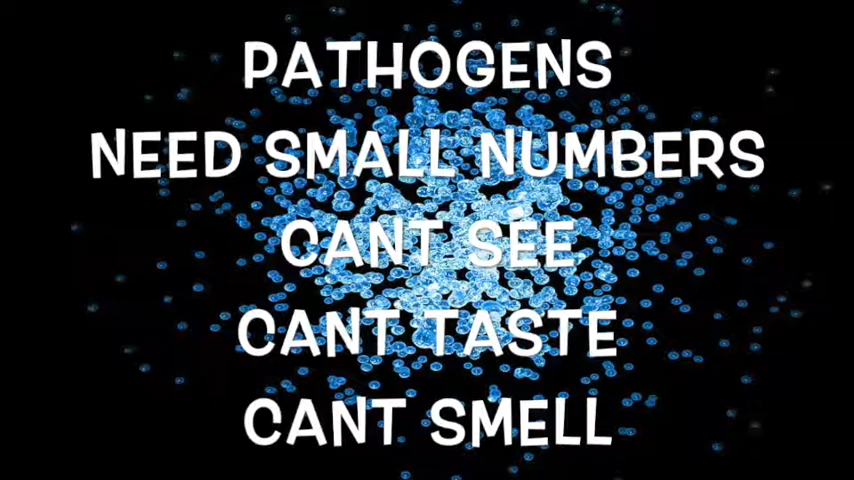 PATHOGENS
NEED SMALL NUMBERS
CANT SEE
CANT TASTE
CANT SMELL